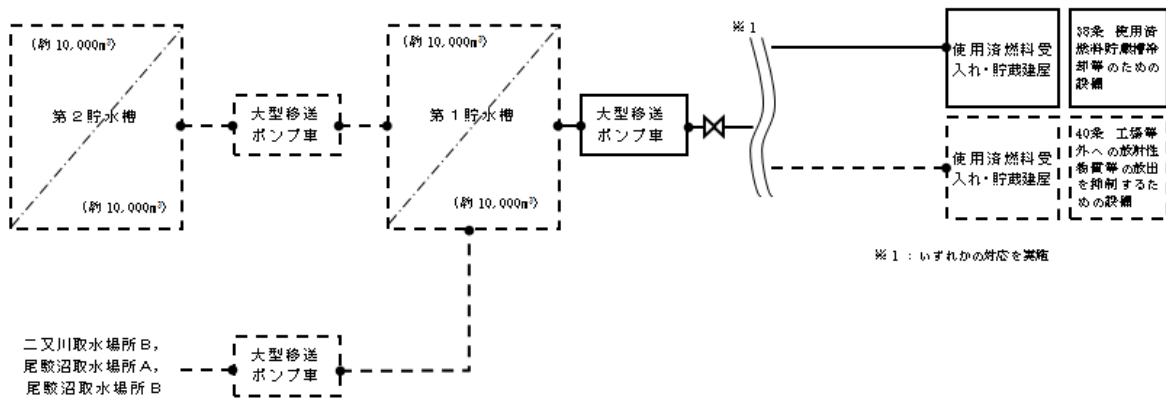 (約 10,000m³)
第２貯水槽
(約 10,000m³)
大型移送
ポンプ車
(約 10,000m³)
第１貯水槽
(約 10,000m³)
大型移送
ポンプ車
※１
使用済燃料受
入れ・貯蔵建屋
38条 使用済
燃料貯蔵槽冷
却等のための
設備
使用済燃料受
入れ・貯蔵建屋
40条 工場等
外への放射性
物質等の放出
を抑制するた
めの設備
※１：いずれかの対応を実施
二又川取水場所Ｂ，
尾駮沼取水場所Ａ，
尾駮沼取水場所Ｂ
大型移送
ポンプ車